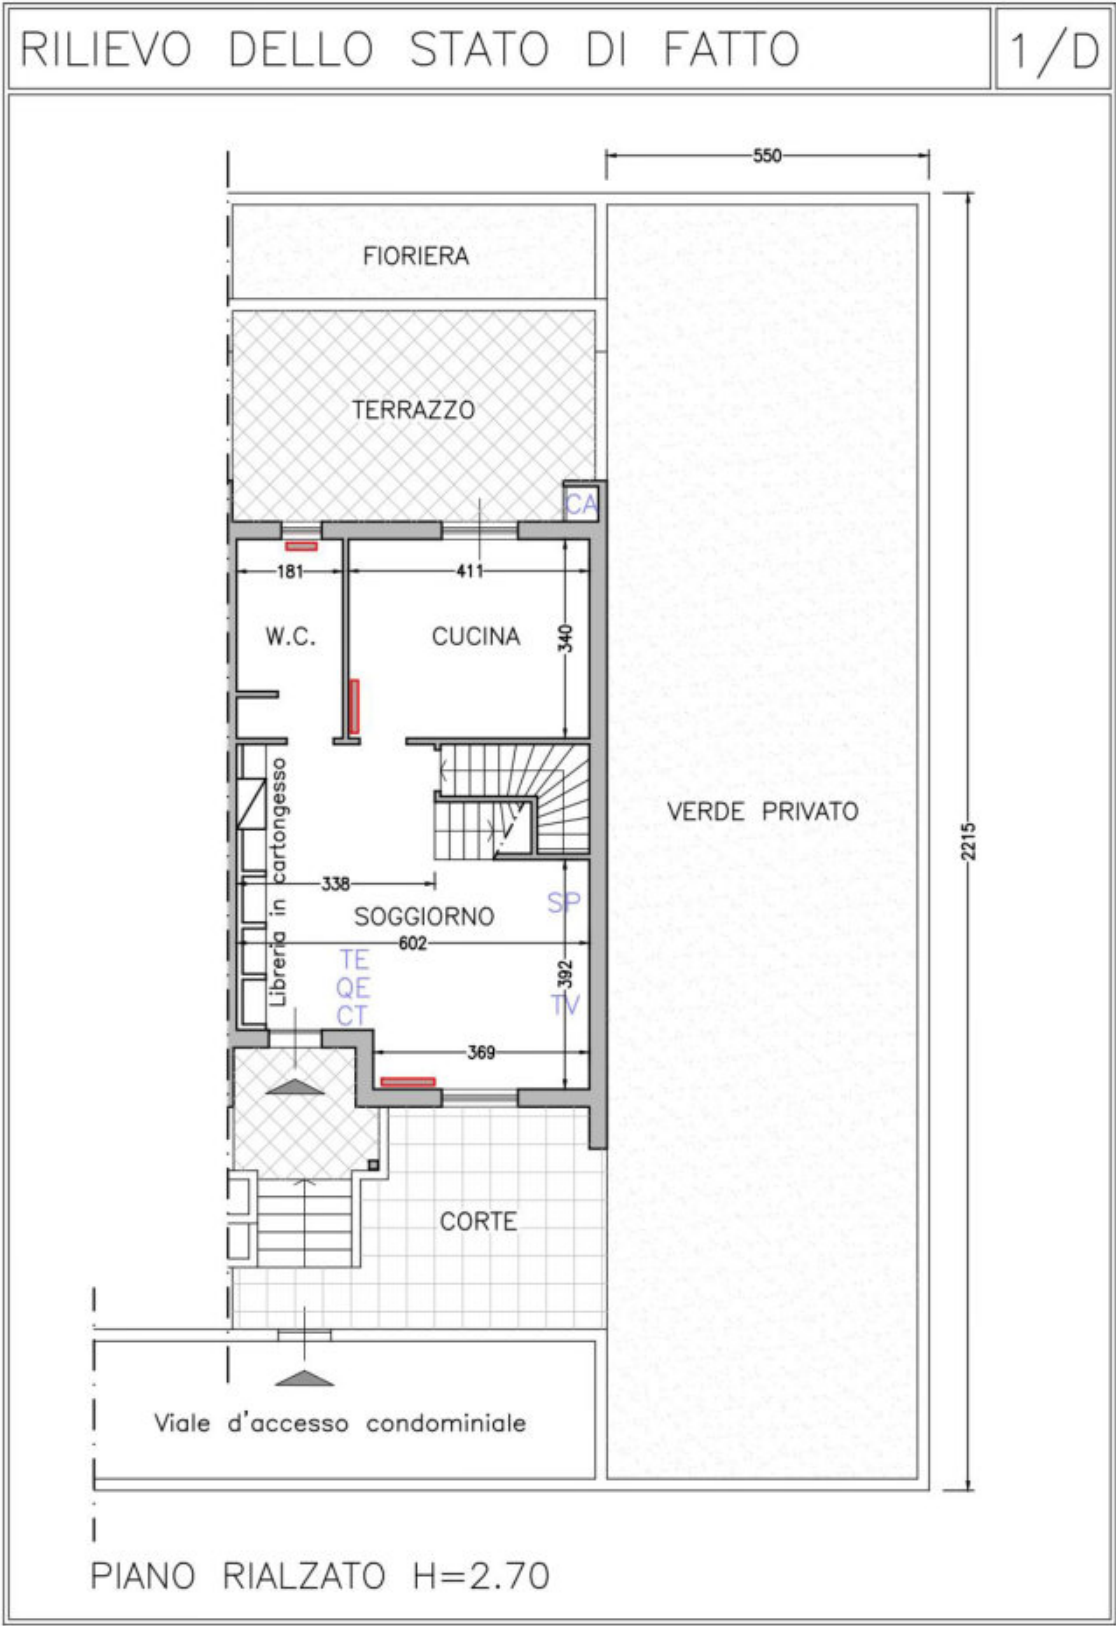 RILIEVO DELLO STATO DI FATTO
1/D
550
FIORIERA
TERRAZZO
CA
181
411
W.C.
CUCINA
340
Libreria in cartongesso
VERDE PRIVATO
2215
338
SP
SOGGIORNO
602
TE
QE
CT
392
TV
369
CORTE
Viale d'accesso condominiale
PIANO RIALZATO H=2.70